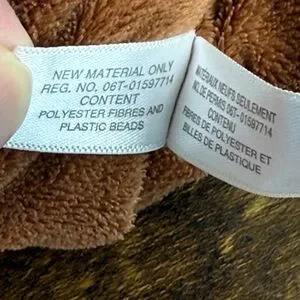 NEW MATERIAL ONLY
REG. NO. 06T-01597714
CONTENT
POLYESTER FIBRES AND
PLASTIC BEADS
MATÉRIAUX NEUFS SEULEMENT
NO. DE PERMIS 06T-01597714
CONTENU
FIBRES DE POLYESTER ET
BILLES DE PLASTIQUE